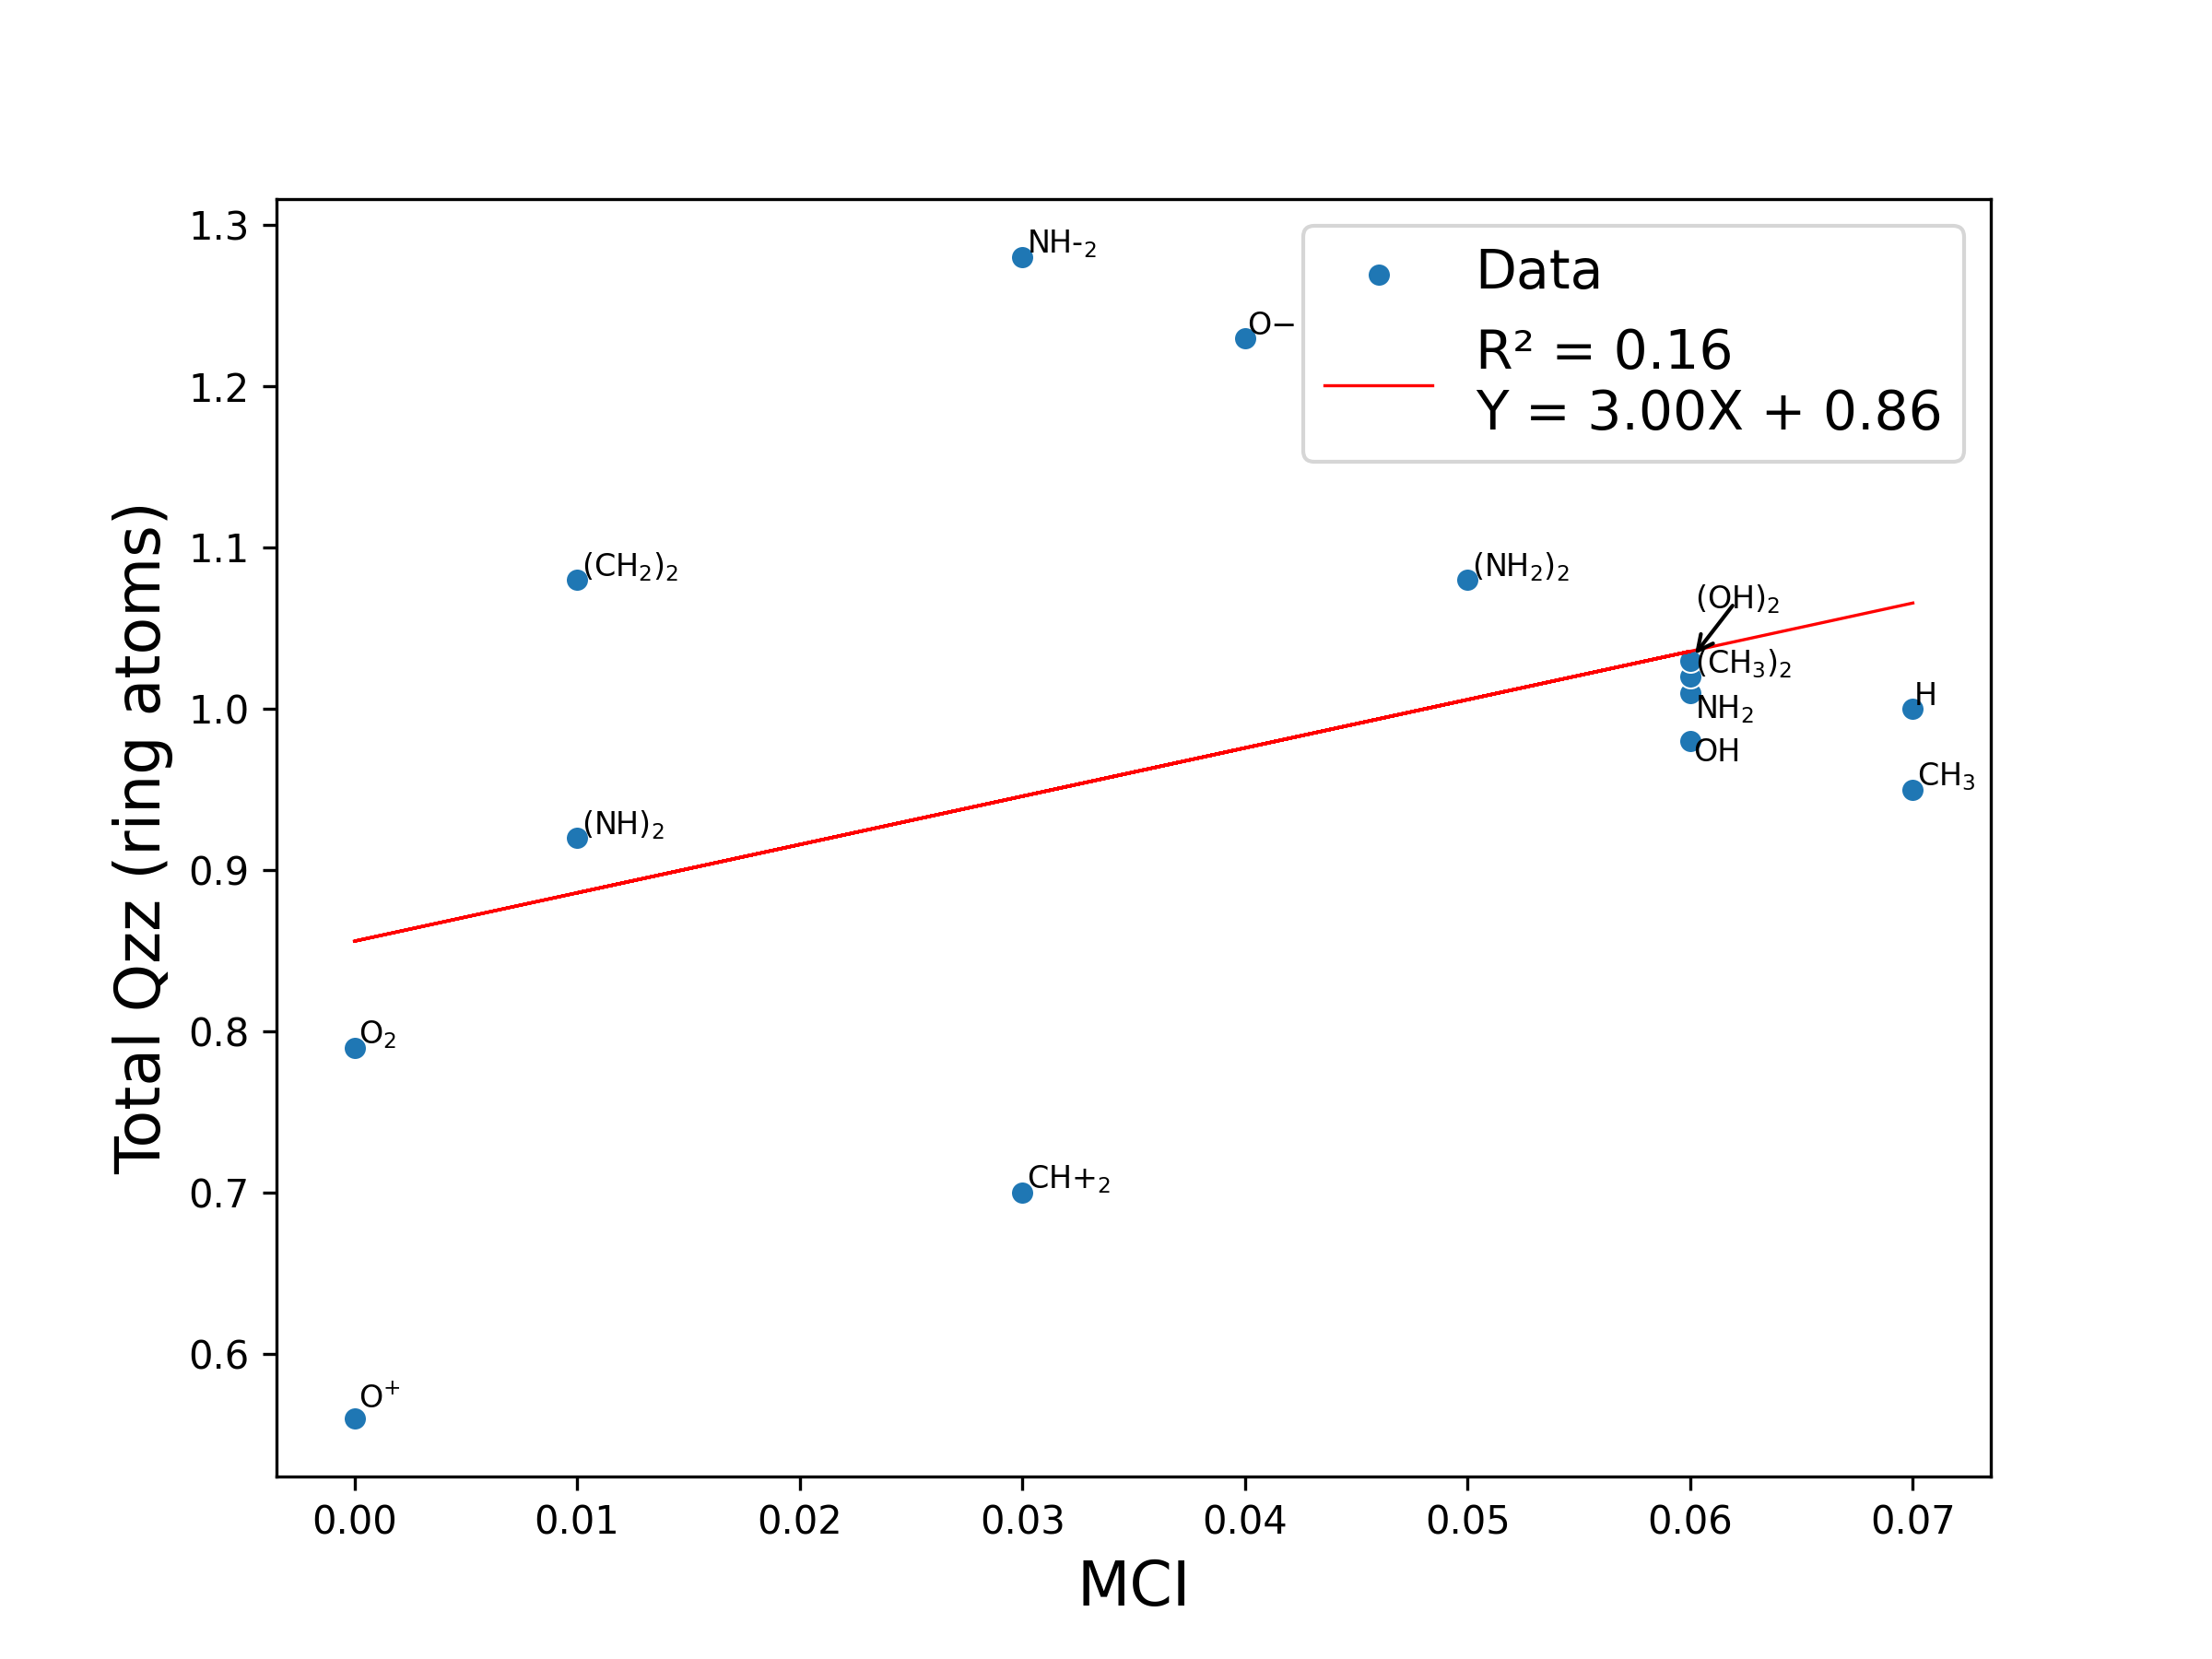 Data
R² = 0.16
Y = 3.00X + 0.86
NH-₂
O−
(CH₂)₂
(NH₂)₂
(OH)₂
(CH₃)₂
H
NH₂
OH
CH₃
(NH)₂
O₂
CH+₂
O⁺
1.3
1.2
1.1
1.0
0.9
0.8
0.7
0.6
Total Qzz (ring atoms)
0.00 0.01 0.02 0.03 0.04 0.05 0.06 0.07
MCI